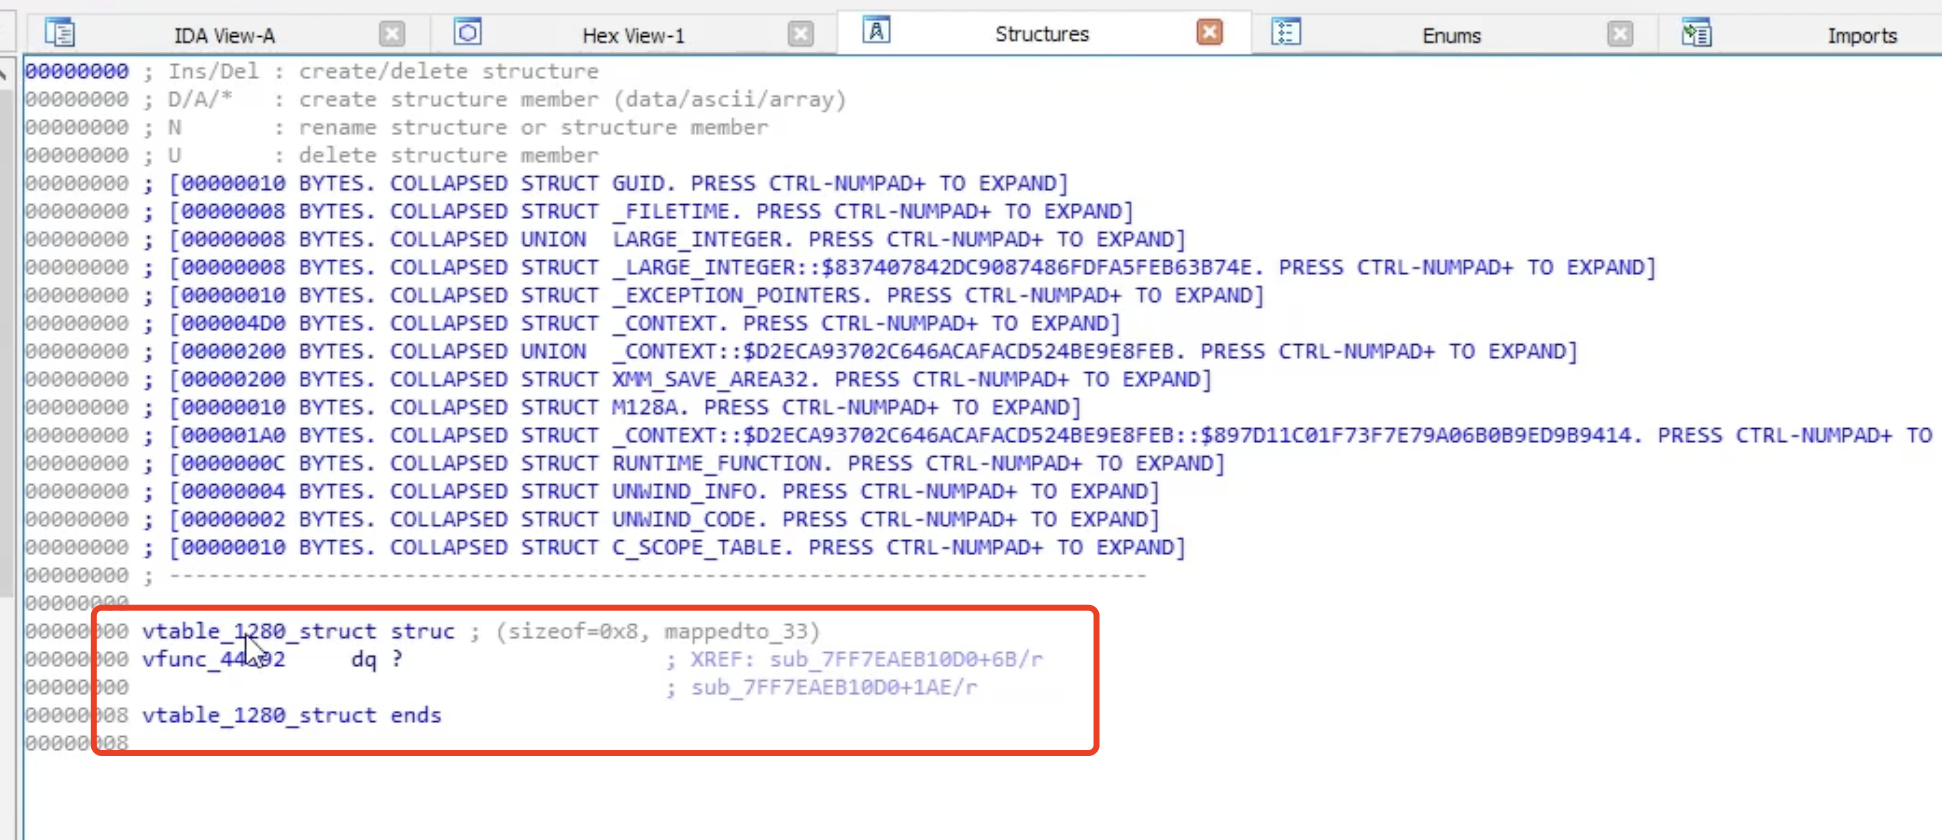 IDA View-A Hex View-1 Structures Enums Imports
00000000 ; Ins/Del : create/delete structure
00000000 ; D/A/* : create structure member (data/ascii/array)
00000000 ; N : rename structure or structure member
00000000 ; U : delete structure member
00000000 ; [00000010 BYTES. COLLAPSED STRUCT GUID. PRESS CTRL-NUMPAD+ TO EXPAND]
00000000 ; [00000008 BYTES. COLLAPSED STRUCT _FILETIME. PRESS CTRL-NUMPAD+ TO EXPAND]
00000000 ; [00000008 BYTES. COLLAPSED UNION LARGE_INTEGER. PRESS CTRL-NUMPAD+ TO EXPAND]
00000000 ; [00000008 BYTES. COLLAPSED STRUCT _LARGE_INTEGER::$837407842DC9087486FDFA5FEB63B74E. PRESS CTRL-NUMPAD+ TO EXPAND]
00000000 ; [00000010 BYTES. COLLAPSED STRUCT _EXCEPTION_POINTERS. PRESS CTRL-NUMPAD+ TO EXPAND]
00000000 ; [000004D0 BYTES. COLLAPSED STRUCT _CONTEXT. PRESS CTRL-NUMPAD+ TO EXPAND]
00000000 ; [00000200 BYTES. COLLAPSED UNION _CONTEXT::$D2ECA93702C646ACAFACD524BE9E8FEB. PRESS CTRL-NUMPAD+ TO EXPAND]
00000000 ; [00000200 BYTES. COLLAPSED STRUCT XMM_SAVE_AREA32. PRESS CTRL-NUMPAD+ TO EXPAND]
00000000 ; [00000010 BYTES. COLLAPSED STRUCT M128A. PRESS CTRL-NUMPAD+ TO EXPAND]
00000000 ; [000001A0 BYTES. COLLAPSED STRUCT _CONTEXT::$D2ECA93702C646ACAFACD524BE9E8FEB::$897D11C01F73F7E79A06B0B9ED9B9414. PRESS CTRL-NUMPAD+ TO
00000000 ; [0000000C BYTES. COLLAPSED STRUCT RUNTIME_FUNCTION. PRESS CTRL-NUMPAD+ TO EXPAND]
00000000 ; [00000004 BYTES. COLLAPSED STRUCT UNWIND_INFO. PRESS CTRL-NUMPAD+ TO EXPAND]
00000000 ; [00000002 BYTES. COLLAPSED STRUCT UNWIND_CODE. PRESS CTRL-NUMPAD+ TO EXPAND]
00000000 ; [00000010 BYTES. COLLAPSED STRUCT C_SCOPE_TABLE. PRESS CTRL-NUMPAD+ TO EXPAND]
00000000 ; ---------------------------------------------------------------------------
00000000
00000000 vtable_1280_struct struc ; (sizeof=0x8, mappedto_33)
00000000 dq ? ; XREF: sub_7FF7EAEB10D0+6B/r
00000000 ; sub_7FF7EAEB10D0+1AE/r
00000008 vtable_1280_struct ends
00000008